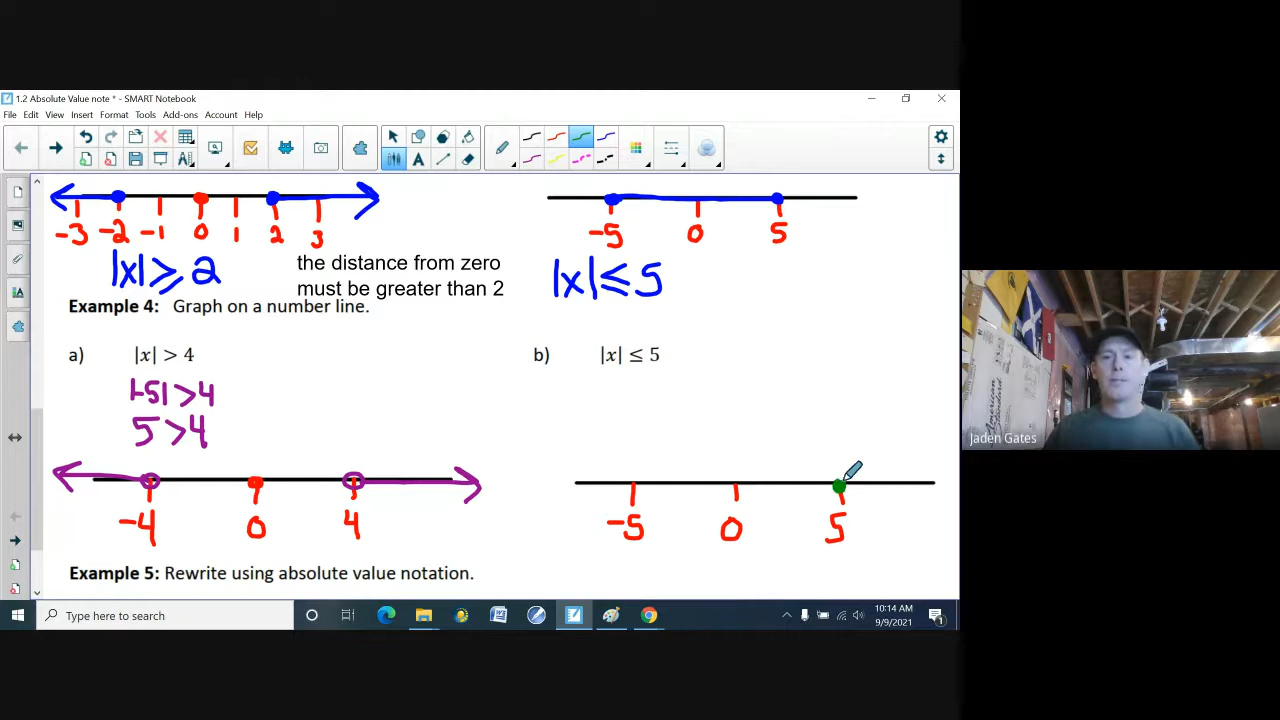 1.2 Absolute Value note * - SMART Notebook
File Edit View Insert Format Tools Add-ons Account Help
-3 -2 -1 0 1 2 3
-5 0 5
|x| ≥ 2
the distance from zero
must be greater than 2
|x| ≤ 5
Example 4: Graph on a number line.
a) |x| > 4
b) |x| ≤ 5
|-5| > 4
5 > 4
-4 0 4
-5 0 5
Example 5: Rewrite using absolute value notation.
American Standard
Jaden Gates
Type here to search
10:14 AM
9/9/2021
1